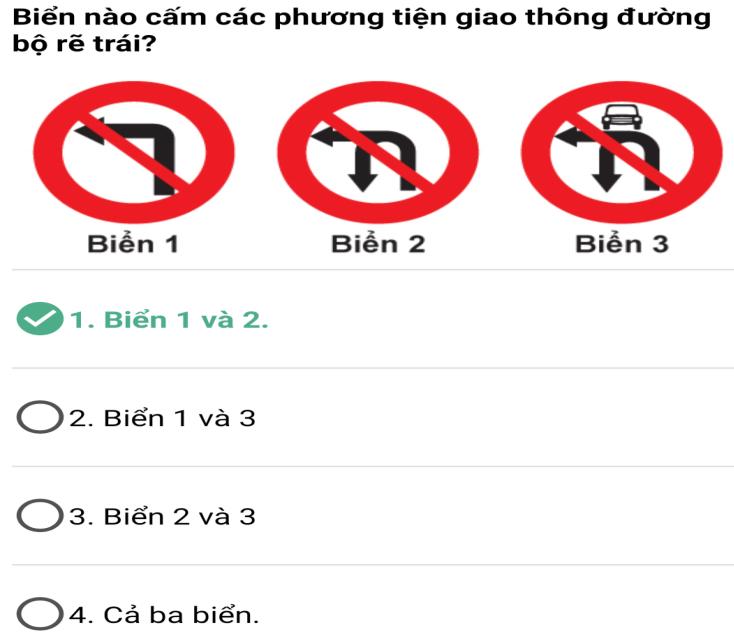 Biển nào cấm các phương tiện giao thông đường
bộ rẽ trái?
Biển 1
Biển 2
Biển 3
1. Biển 1 và 2.
2. Biển 1 và 3
3. Biển 2 và 3
4. Cả ba biển.